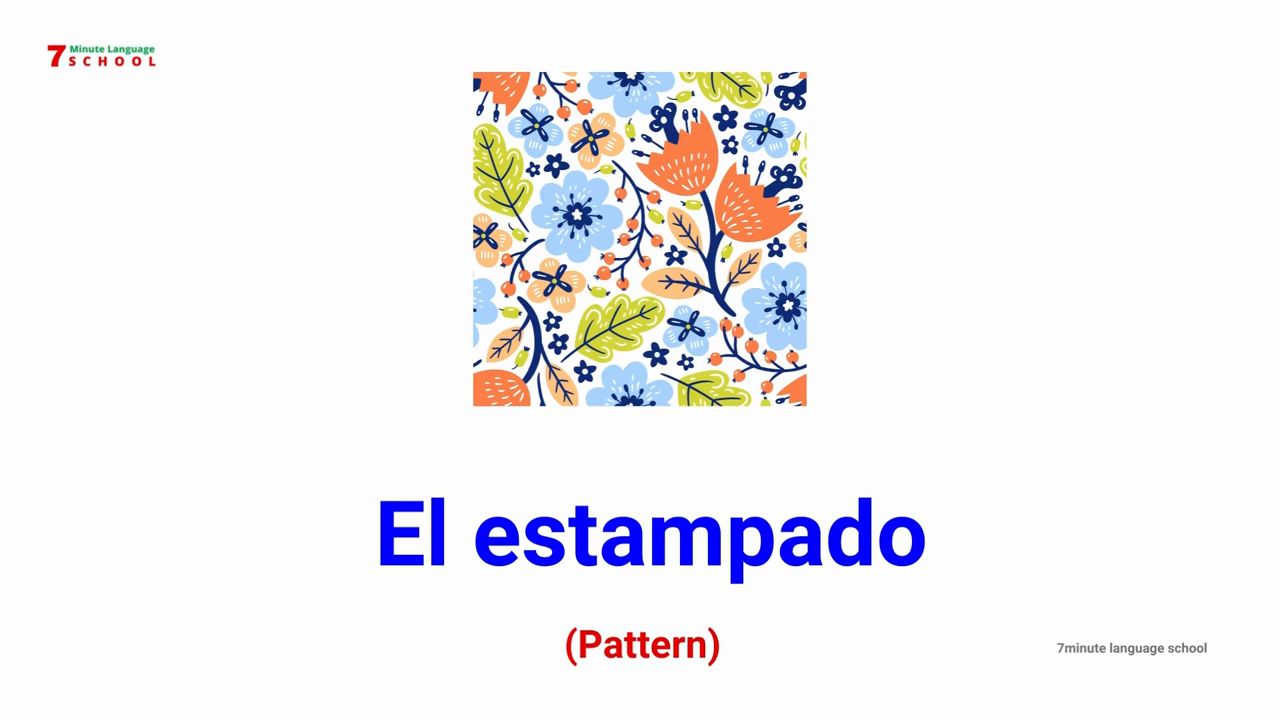 7 Minute Language
SCHOOL
El estampado
(Pattern)
7minute language school